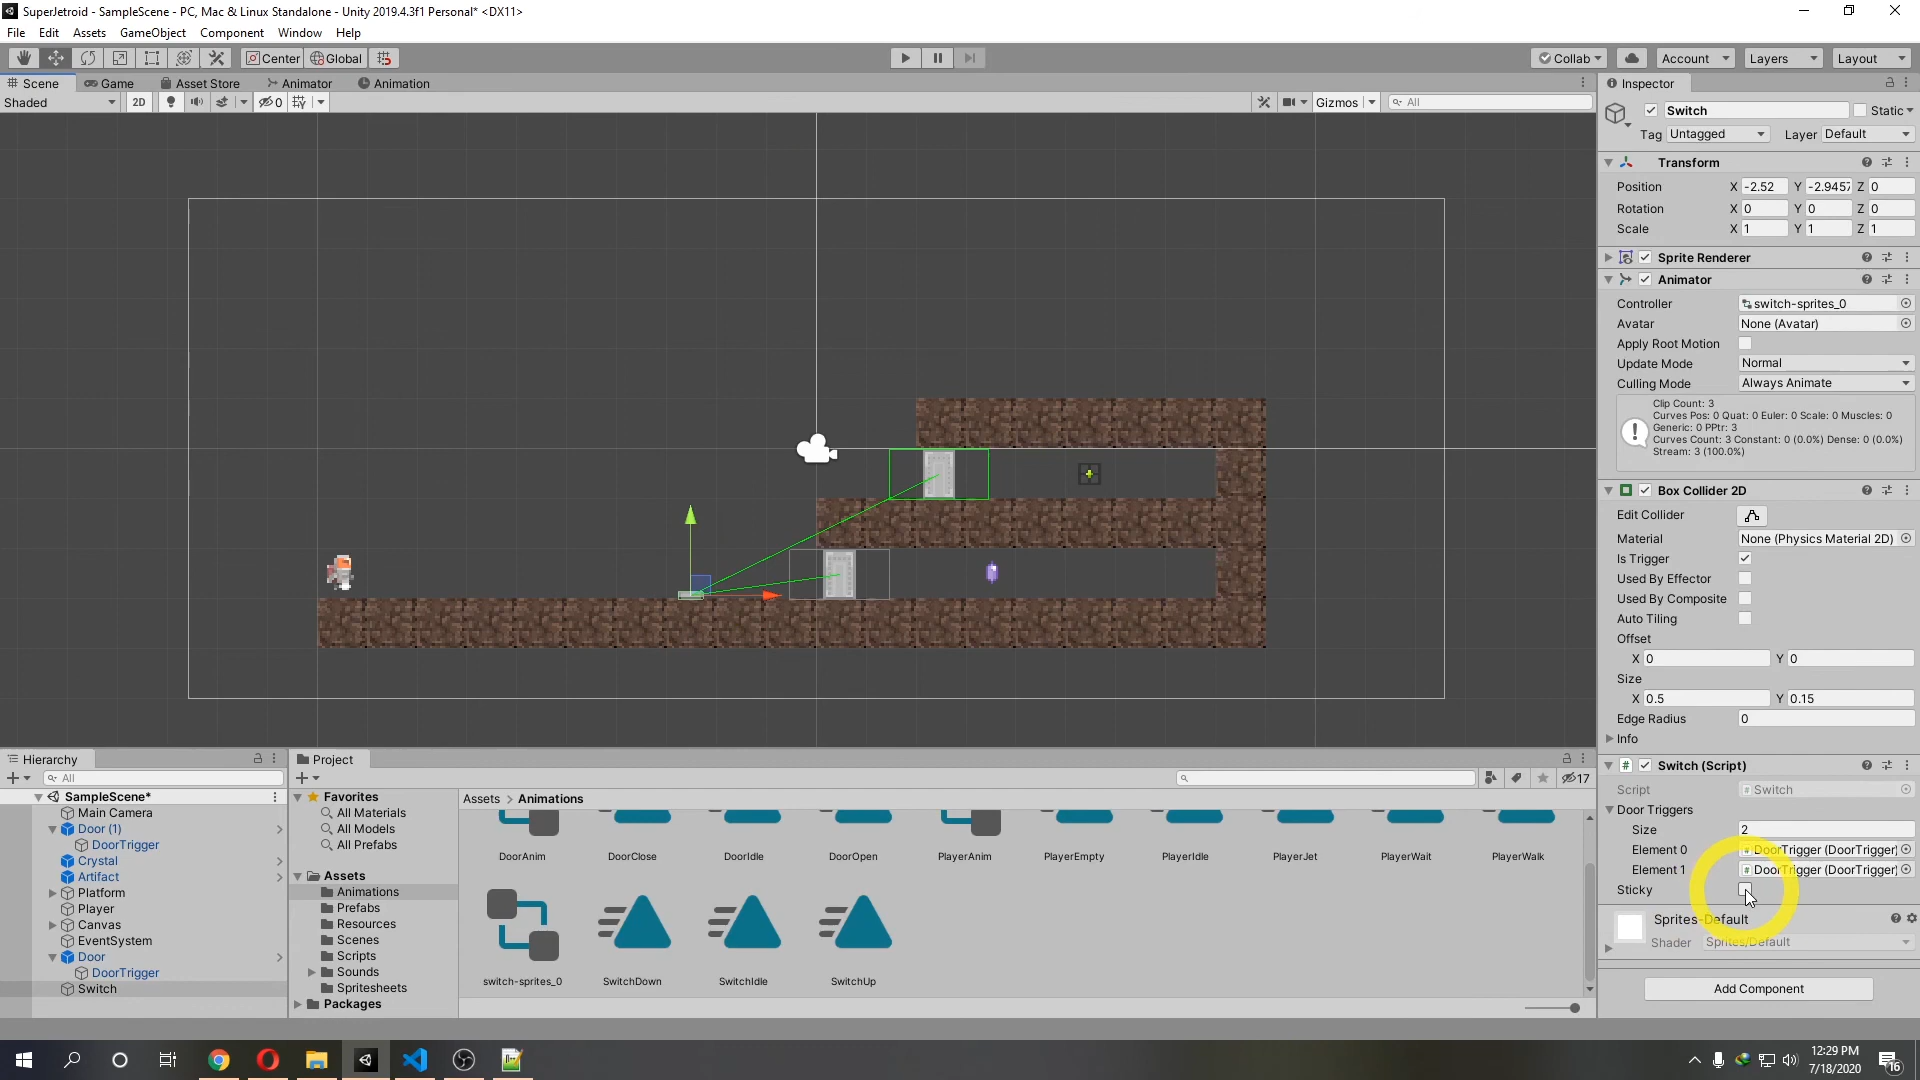 SuperJetroid - SampleScene - PC, Mac & Linux Standalone - Unity 2019.4.3f1 Personal* <DX11>
File Edit Assets GameObject Component Window Help
Center Global Collab Account Layers Layout
Scene Game Asset Store Animator Animation
Shaded 2D 0 Gizmos All
Inspector
Switch Static
Tag Untagged Layer Default
Transform
Position X -2.52 Y -2.9457 Z 0
Rotation X 0 Y 0 Z 0
Scale X 1 Y 1 Z 1
Sprite Renderer
Animator
Controller switch-sprites_0
Avatar None (Avatar)
Apply Root Motion
Update Mode Normal
Culling Mode Always Animate
Clip Count: 3
Curves Pos: 0 Quat: 0 Euler: 0 Scale: 0 Muscles: 0
Generic: 0 PPtr: 3
Curves Count: 3 Constant: 0 (0.0%) Dense: 0 (0.0%)
Stream: 3 (100.0%)
Box Collider 2D
Edit Collider
Material None (Physics Material 2D)
Is Trigger
Used By Effector
Used By Composite
Auto Tiling
Offset
X 0 Y 0
Size
X 0.5 Y 0.15
Edge Radius 0
Info
Switch (Script)
Script Switch
Door Triggers
Size 2
Element 0 DoorTrigger (DoorTrigger)
Element 1 DoorTrigger (DoorTrigger)
Sticky
Sprites-Default
Shader Sprites/Default
Add Component
Hierarchy
All
SampleScene*
Main Camera
Door (1)
DoorTrigger
Crystal
Artifact
Platform
Player
Canvas
EventSystem
Door
DoorTrigger
Switch
Project
17
Favorites
All Materials
All Models
All Prefabs
Assets
Animations
Prefabs
Resources
Scenes
Scripts
Sounds
Spritesheets
Packages
Assets > Animations
DoorAnim DoorClose DoorIdle DoorOpen PlayerAnim PlayerEmpty PlayerIdle PlayerJet PlayerWait PlayerWalk
switch-sprites_0 SwitchDown SwitchIdle SwitchUp
12:29 PM
7/18/2020
16